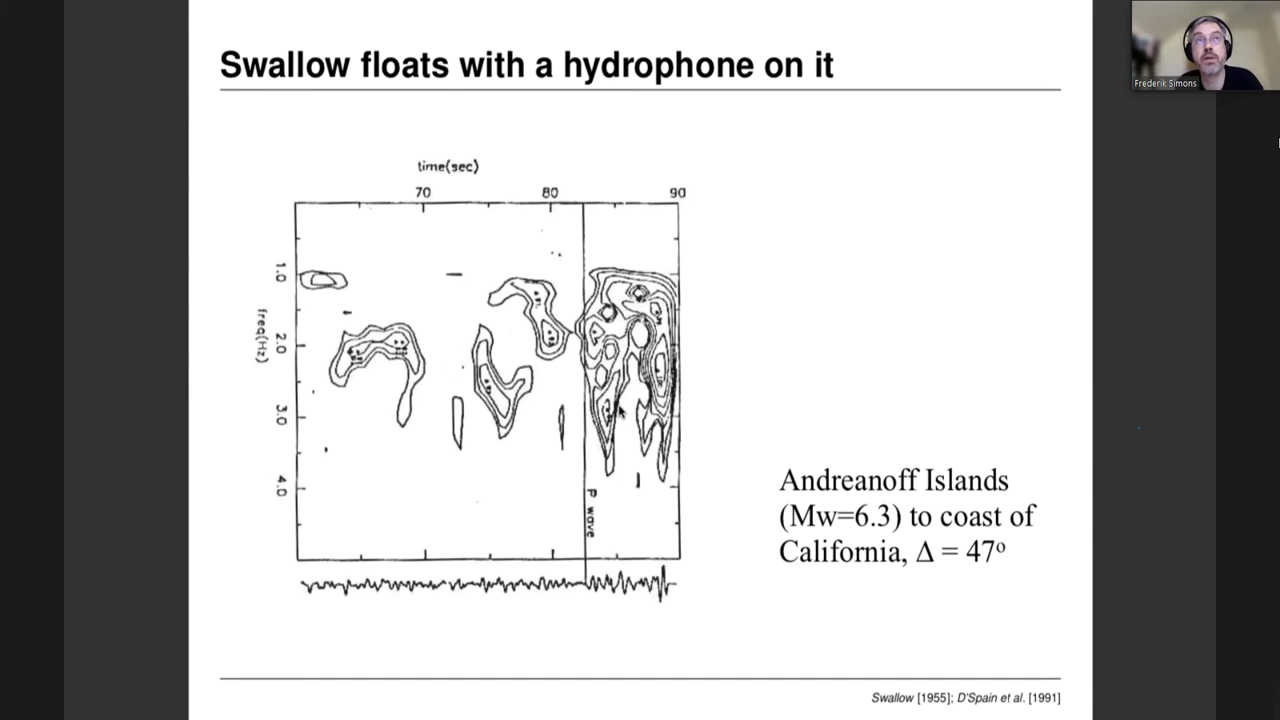 Swallow floats with a hydrophone on it
Frederik Simons
time(sec)
70 80 90
1.0
2.0
3.0
4.0
freq(Hz)
P wave
Andreanoff Islands
(Mw=6.3) to coast of
California, Δ = 47º
Swallow [1955]; D'Spain et al. [1991]